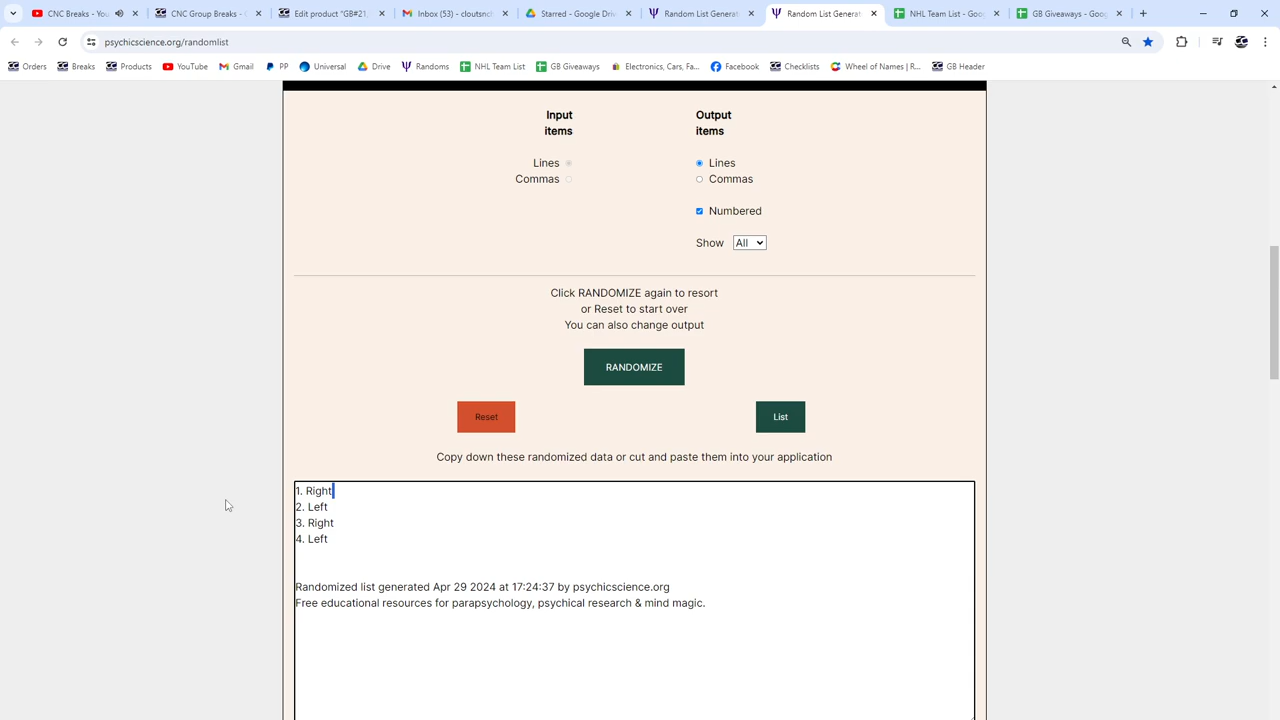 CNC Breaks - YouT
CNC Group Breaks - G
Edit product "GB#21,
Inbox (53) - cloutsnch
Starred - Google Driv
Random List Generat
Random List Generat
NHL Team List - Goo
GB Giveaways - Goog
psychicscience.org/randomlist
Orders
Breaks
Products
YouTube
Gmail
PP
Universal
Drive
Randoms
NHL Team List
GB Giveaways
Electronics, Cars, Fa...
Facebook
Checklists
Wheel of Names | R...
GB Header
Input
items
Output
items
Lines
Lines
Commas
Commas
Numbered
Show All
Click RANDOMIZE again to resort
or Reset to start over
You can also change output
RANDOMIZE
Reset
List
Copy down these randomized data or cut and paste them into your application
1. Right
2. Left
3. Right
4. Left
Randomized list generated Apr 29 2024 at 17:24:37 by psychicscience.org
Free educational resources for parapsychology, psychical research & mind magic.